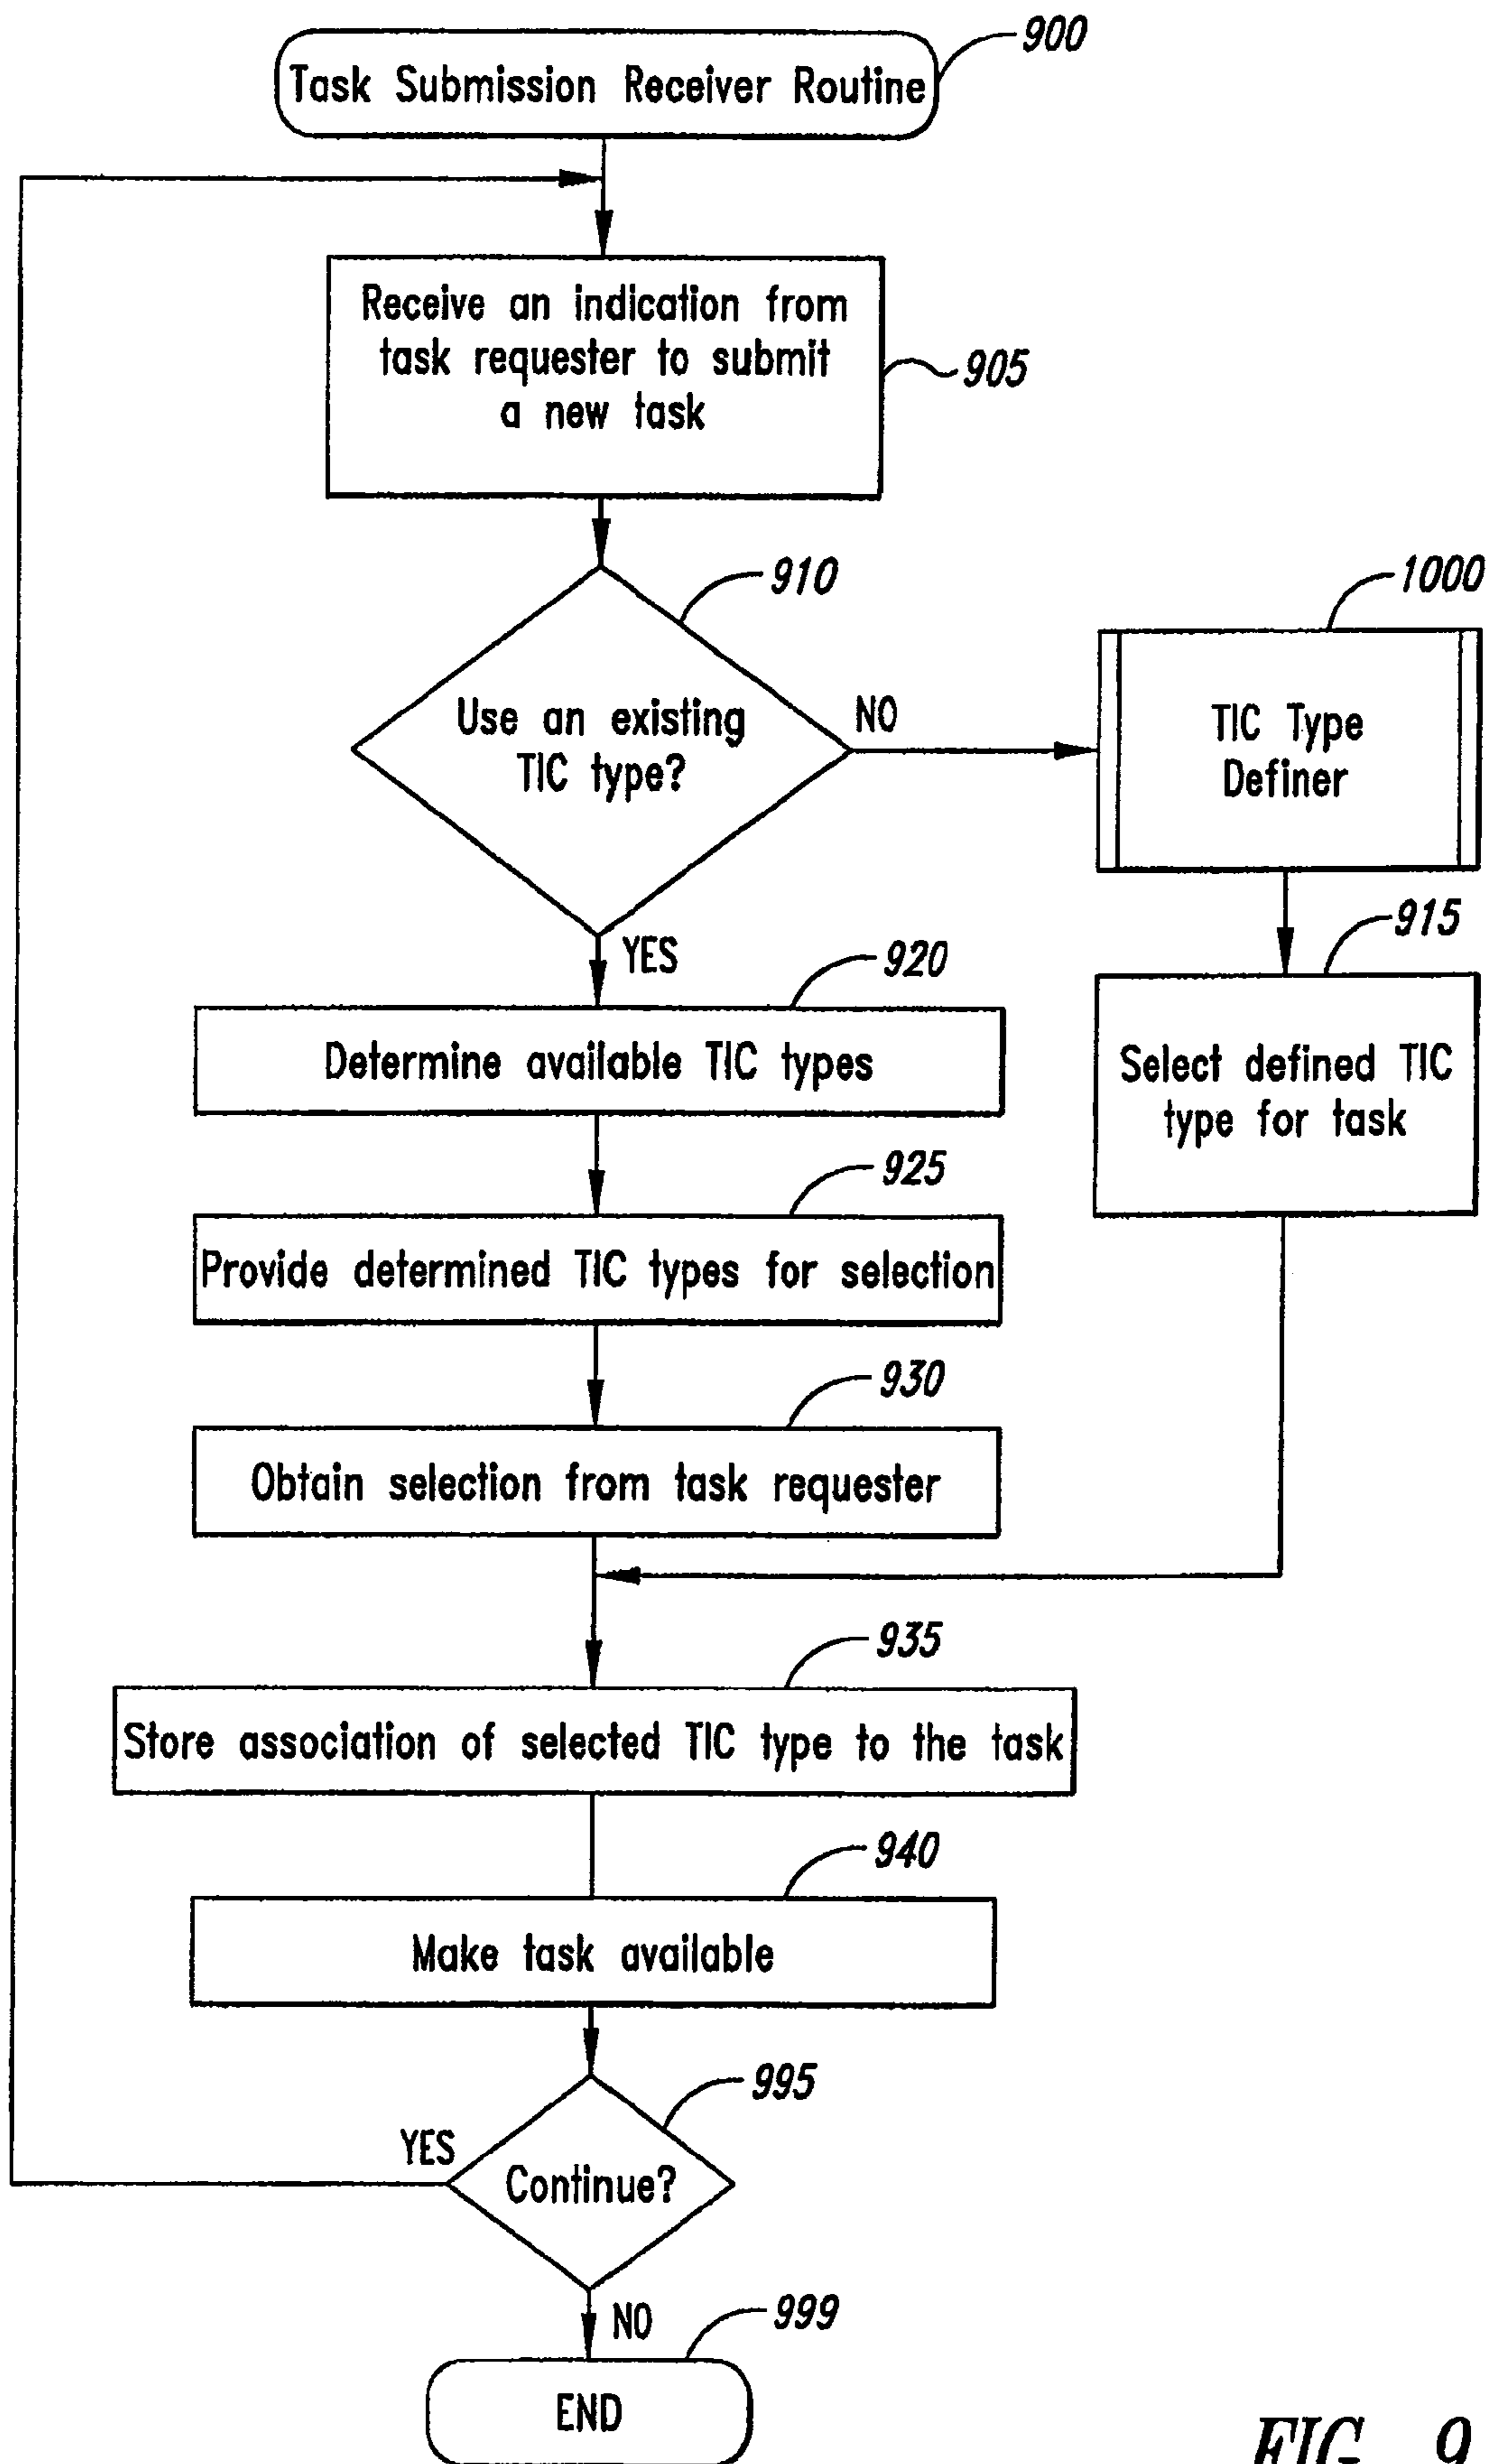 900
Task Submission Receiver Routine
Receive an indication from
task requester to submit
a new task
905
910
Use an existing
TIC type?
NO
1000
TIC Type
Definer
YES
920
915
Determine available TIC types
Select defined TIC
type for task
925
Provide determined TIC types for selection
930
Obtain selection from task requester
935
Store association of selected TIC type to the task
940
Make task available
995
YES
Continue?
NO
999
END
FIG. 9